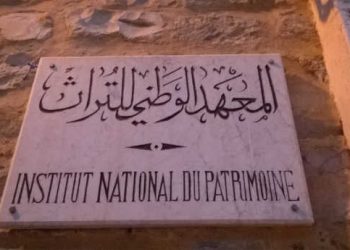 المعهد الوطني للتراث
INSTITUT NATIONAL DU PATRIMOINE